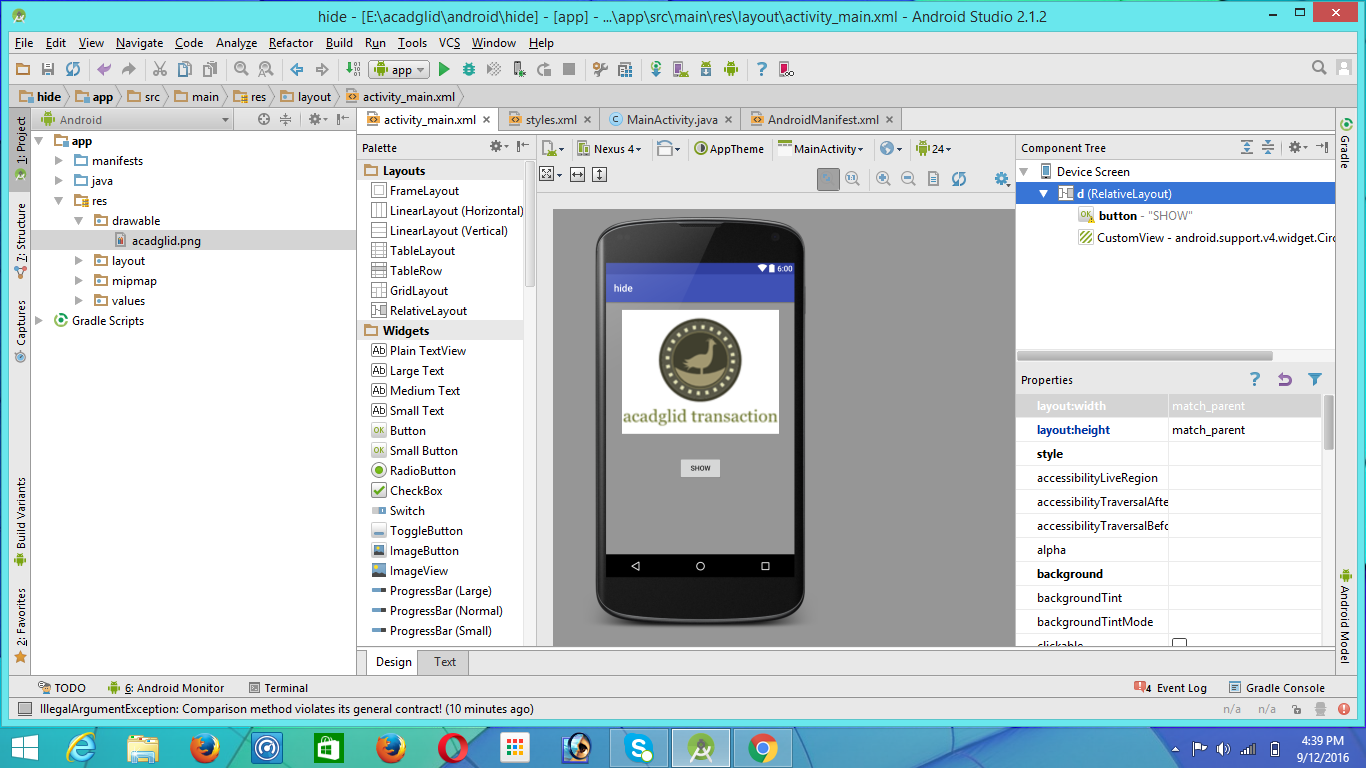 hide - [E:\acadglid\android\hide] - [app] - ...\app\src\main\res\layout\activity_main.xml - Android Studio 2.1.2
File Edit View Navigate Code Analyze Refactor Build Run Tools VCS Window Help
app
hide app src main res layout activity_main.xml
1: Project
7: Structure
Captures
Build Variants
2: Favorites
Android
app
manifests
java
res
drawable
acadglid.png
layout
mipmap
values
Gradle Scripts
activity_main.xml styles.xml MainActivity.java AndroidManifest.xml
Palette
Layouts
FrameLayout
LinearLayout (Horizontal)
LinearLayout (Vertical)
TableLayout
TableRow
GridLayout
RelativeLayout
Widgets
Plain TextView
Large Text
Medium Text
Small Text
Button
Small Button
RadioButton
CheckBox
Switch
ToggleButton
ImageButton
ImageView
ProgressBar (Large)
ProgressBar (Normal)
ProgressBar (Small)
Nexus 4 AppTheme MainActivity 24
6:00
hide
acadglid transaction
SHOW
Design Text
Component Tree
Device Screen
d (RelativeLayout)
button - "SHOW"
CustomView - android.support.v4.widget.Circ
Properties
layout:width match_parent
layout:height match_parent
style
accessibilityLiveRegion
accessibilityTraversalAfte
accessibilityTraversalBefo
alpha
background
backgroundTint
backgroundTintMode
clickable
Gradle
Android Model
TODO 6: Android Monitor Terminal 4 Event Log Gradle Console
IllegalArgumentException: Comparison method violates its general contract! (10 minutes ago) n/a n/a
4:39 PM
9/12/2016